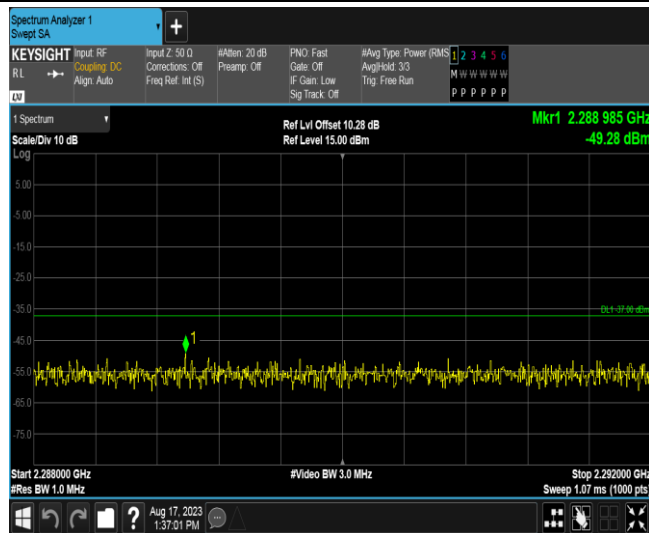 Spectrum Analyzer 1
Swept SA
+
KEYSIGHT
RL
Input: RF
Coupling: DC
Align: Auto
Input Z: 50 Ω
Corrections: Off
Freq Ref: Int (S)
#Atten: 20 dB
Preamp: Off
PNO: Fast
Gate: Off
IF Gain: Low
Sig Track: Off
#Avg Type: Power (RMS
Avg|Hold: 3/3
Trig: Free Run
1 2 3 4 5 6
M W W W W W
P P P P P P
LXI
1 Spectrum
Scale/Div 10 dB
Ref Lvl Offset 10.28 dB
Ref Level 15.00 dBm
Mkr1 2.288 985 GHz
-49.28 dBm
Log
5.00
-5.00
-15.0
-25.0
-35.0
DL1 -37.00 dBm
-45.0
1
-55.0
-65.0
-75.0
Start 2.288000 GHz
#Res BW 1.0 MHz
#Video BW 3.0 MHz
Stop 2.292000 GHz
Sweep 1.07 ms (1000 pts)
?
Aug 17, 2023
1:37:01 PM